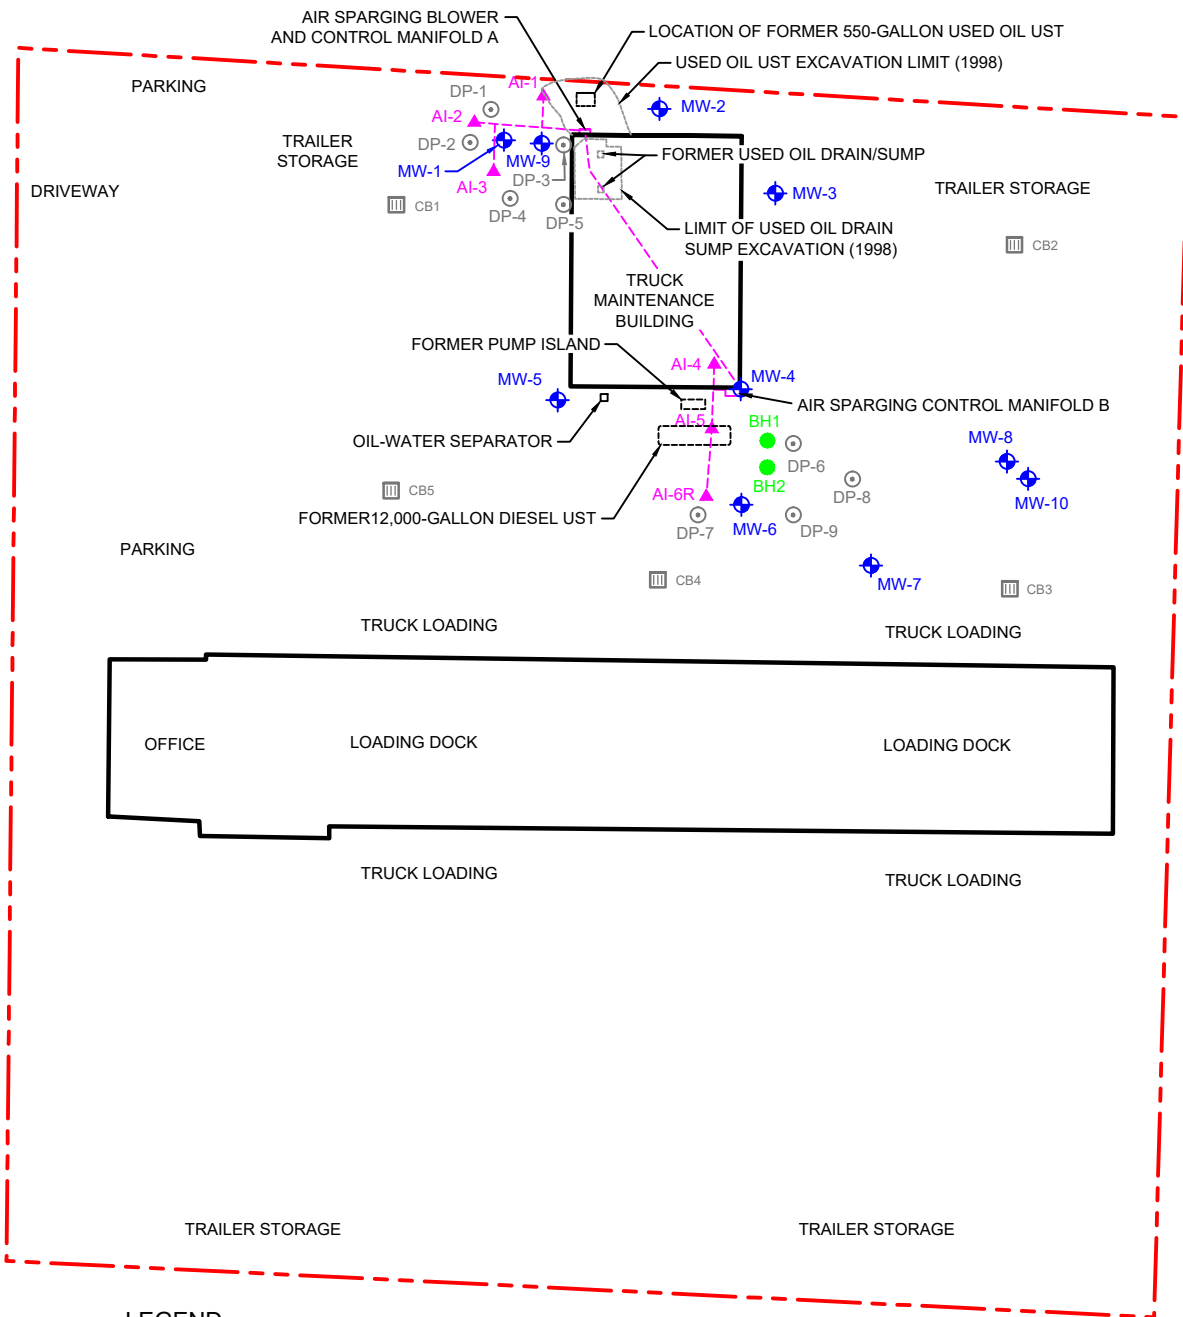 AIR SPARGING BLOWER
AND CONTROL MANIFOLD A
LOCATION OF FORMER 550-GALLON USED OIL UST
USED OIL UST EXCAVATION LIMIT (1998)
PARKING
AI-1
DP-1
AI-2
MW-2
TRAILER
STORAGE
DP-2
MW-1
MW-9
DP-3
FORMER USED OIL DRAIN/SUMP
AI-3
DRIVEWAY
MW-3
TRAILER STORAGE
CB1
DP-4
DP-5
LIMIT OF USED OIL DRAIN
SUMP EXCAVATION (1998)
CB2
TRUCK
MAINTENANCE
BUILDING
FORMER PUMP ISLAND
AI-4
MW-5
MW-4
AIR SPARGING CONTROL MANIFOLD B
AI-5
BH1
OIL-WATER SEPARATOR
MW-8
DP-6
BH2
CB5
AI-6R
DP-8
MW-10
FORMER12,000-GALLON DIESEL UST
DP-7
MW-6
DP-9
PARKING
CB4
MW-7
CB3
TRUCK LOADING
TRUCK LOADING
OFFICE
LOADING DOCK
LOADING DOCK
TRUCK LOADING
TRUCK LOADING
TRAILER STORAGE
TRAILER STORAGE
LEGEND